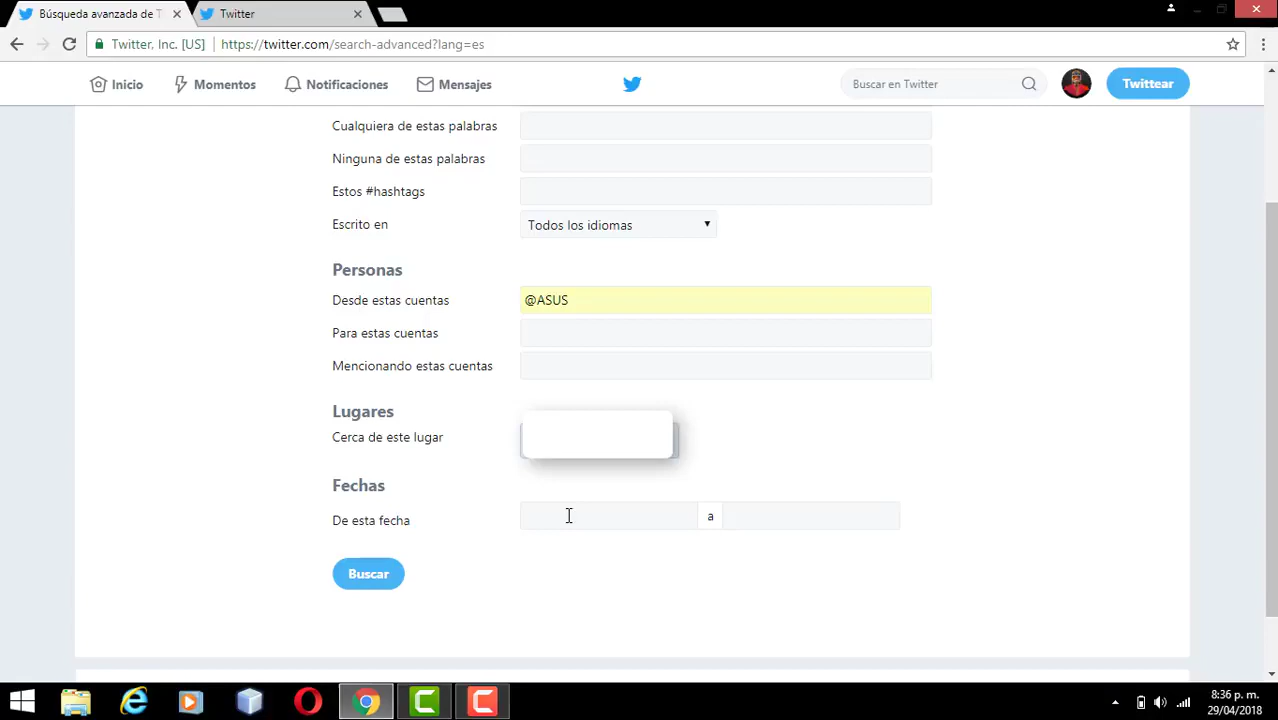 Búsqueda avanzada de T
Twitter
Twitter, Inc. [US] https://twitter.com/search-advanced?lang=es
Inicio Momentos Notificaciones Mensajes Buscar en Twitter Twittear
Cualquiera de estas palabras
Ninguna de estas palabras
Estos #hashtags
Escrito en Todos los idiomas
Personas
Desde estas cuentas @ASUS
Para estas cuentas
Mencionando estas cuentas
Lugares
Cerca de este lugar
Fechas
De esta fecha a
Buscar
8:36 p. m.
29/04/2018